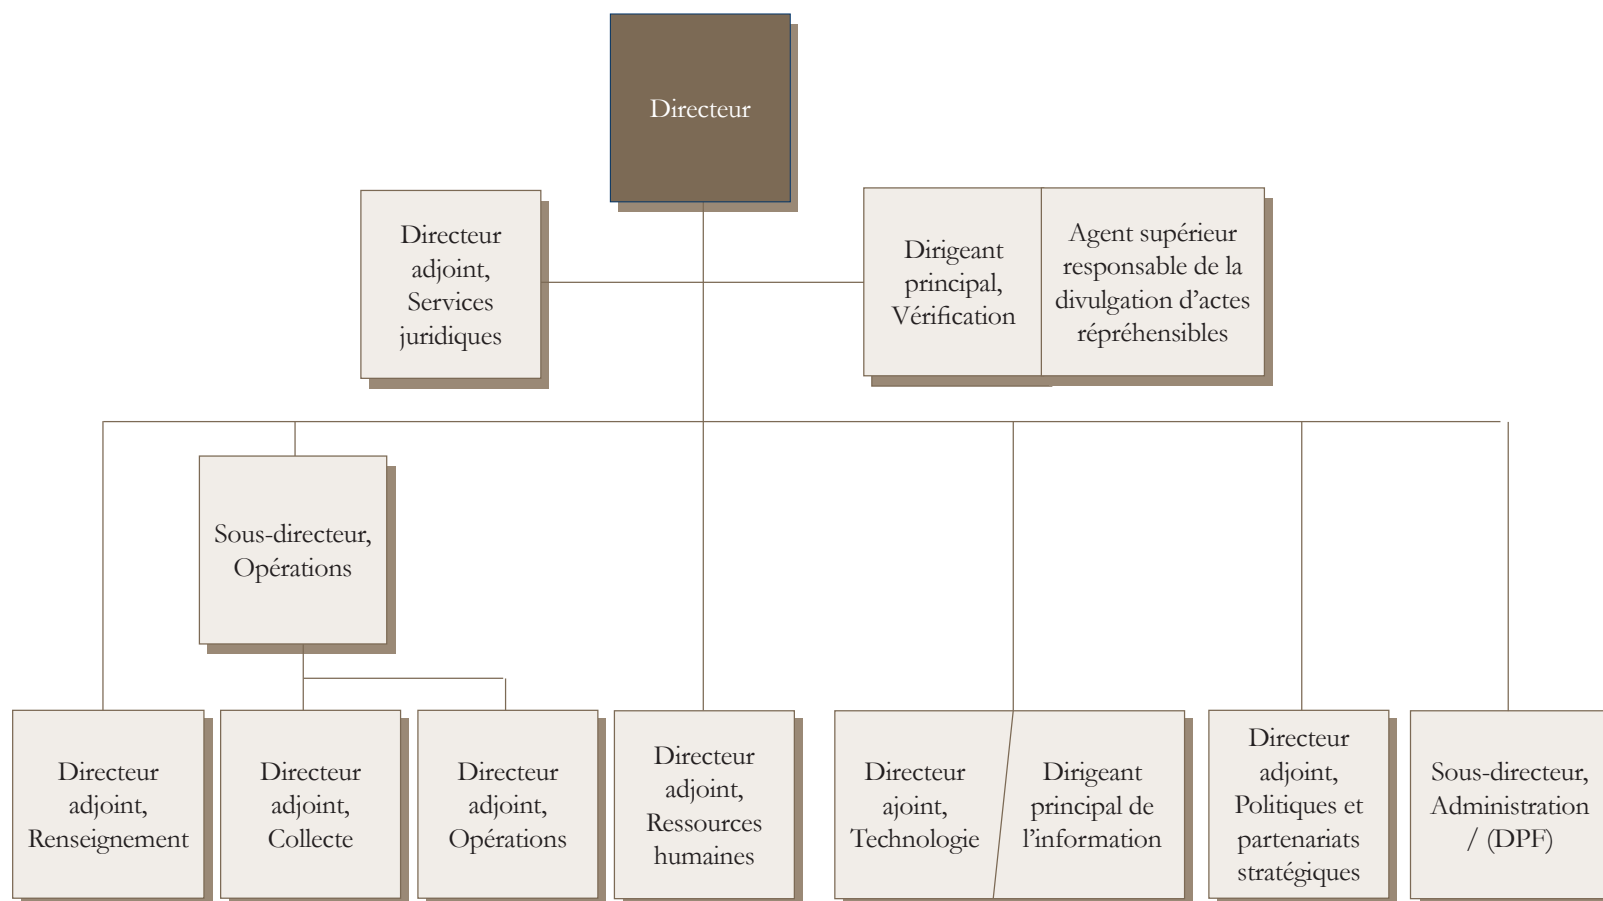 Directeur
Directeur
adjoint,
Services
juridiques
Dirigeant
principal,
Vérification
Agent supérieur
responsable de la
divulgation d’actes
répréhensibles
Sous-directeur,
Opérations
Directeur
adjoint,
Renseignement
Directeur
adjoint,
Collecte
Directeur
adjoint,
Opérations
Directeur
adjoint,
Ressources
humaines
Directeur
ajoint,
Technologie
Dirigeant
principal de
l’information
Directeur
adjoint,
Politiques et
partenariats
stratégiques
Sous-directeur,
Administration
/ (DPF)